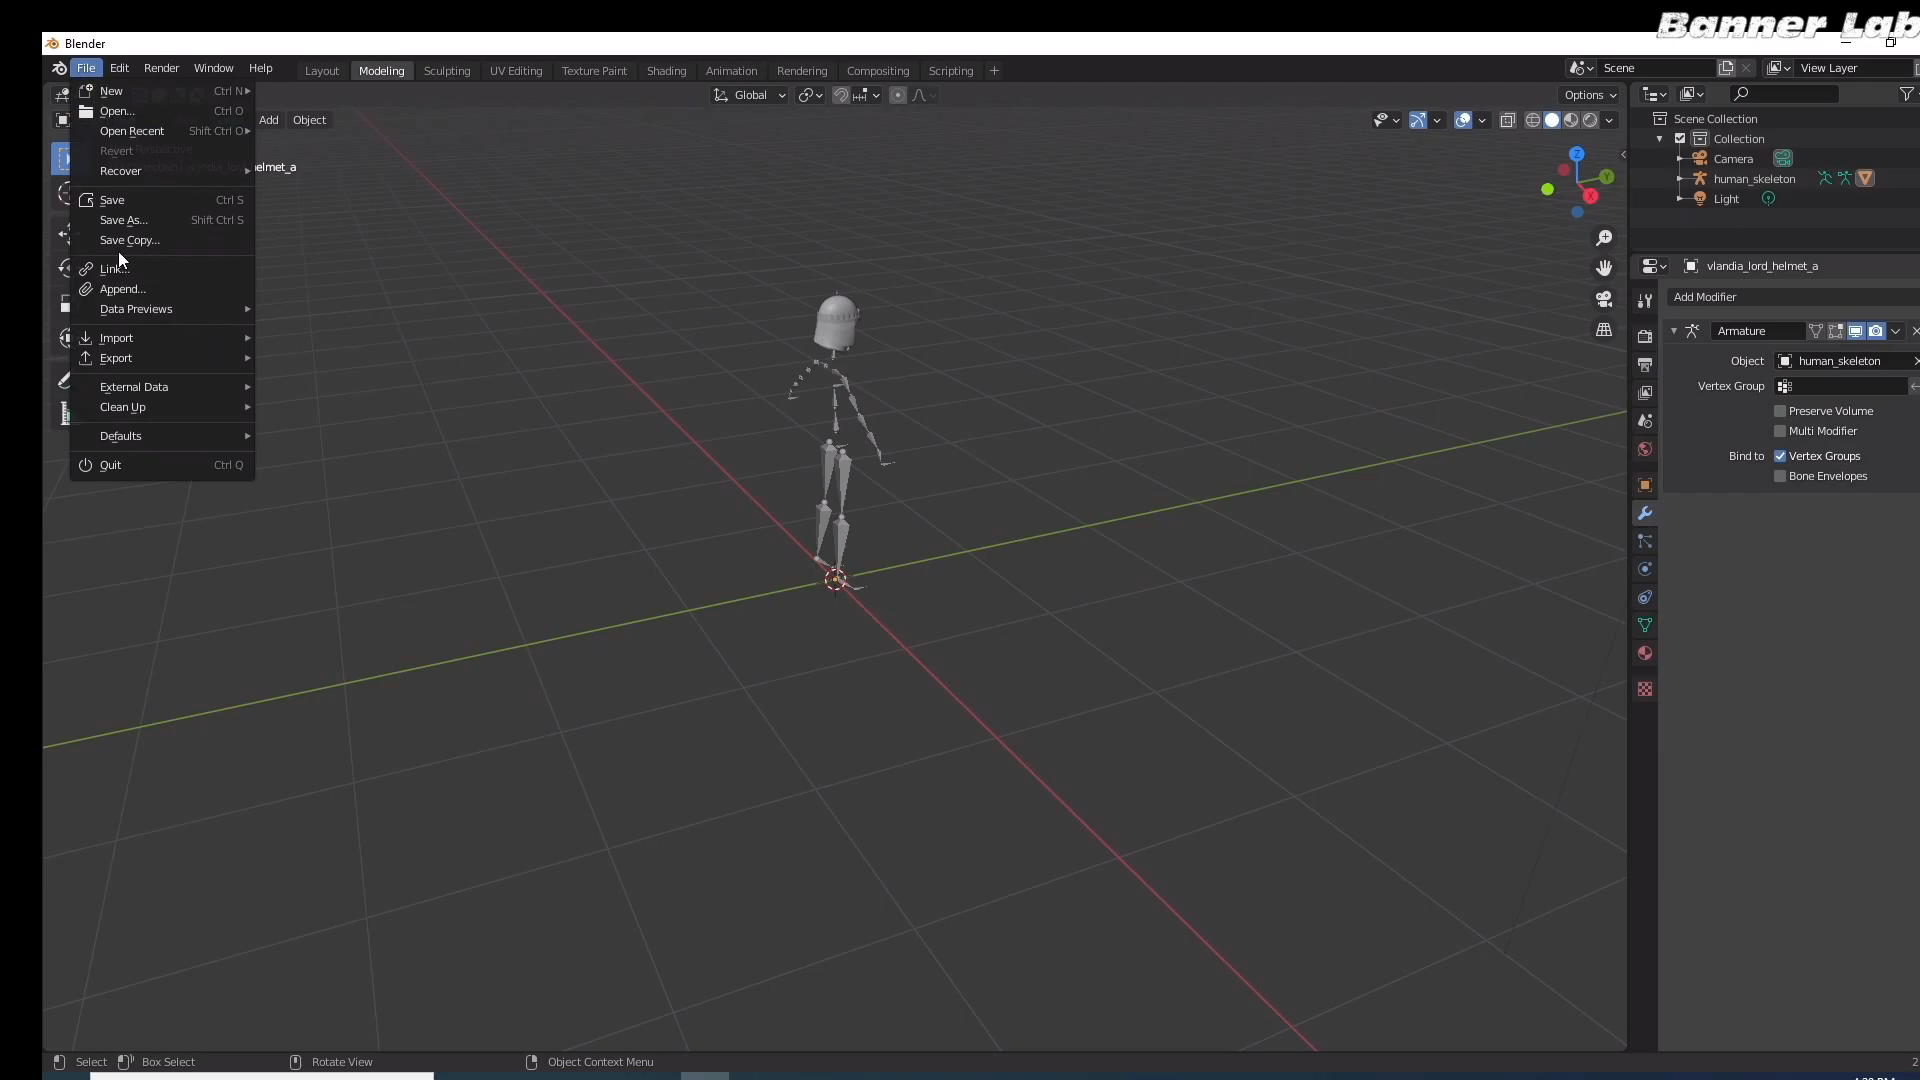 Banner Lab
Blender
File Edit Render Window Help Layout Modeling Sculpting UV Editing Texture Paint Shading Animation Rendering Compositing Scripting + Scene View Layer
New Ctrl N
Global
Options
Open... Ctrl O
Add Object
Scene Collection
Open Recent Shift Ctrl O
Collection
Revert
Camera
helmet_a
Recover
human_skeleton
Light
Save Ctrl S
Save As... Shift Ctrl S
Save Copy...
Link...
Append...
Data Previews
Import
Export
External Data
Clean Up
Defaults
Quit Ctrl Q
Z
Y
X
vlandia_lord_helmet_a
Add Modifier
Armature
Object human_skeleton
Vertex Group
Preserve Volume
Multi Modifier
Bind to Vertex Groups
Bone Envelopes
Select Box Select Rotate View Object Context Menu